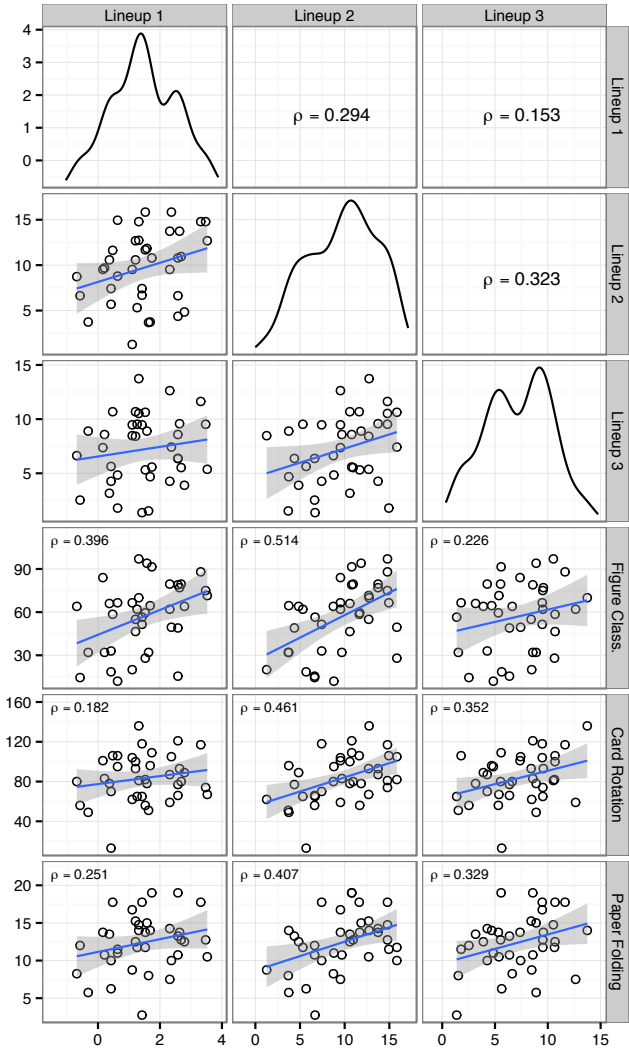 Lineup 1 Lineup 2 Lineup 3
4
3
2
1
0
ρ = 0.294
ρ = 0.153
Lineup 1
15
10
5
ρ = 0.323
Lineup 2
15
10
5
Lineup 3
90
60
30
ρ = 0.396
ρ = 0.514
ρ = 0.226
Figure Class.
160
120
80
40
ρ = 0.182
ρ = 0.461
ρ = 0.352
Card Rotation
20
15
10
5
ρ = 0.251
ρ = 0.407
ρ = 0.329
Paper Folding
0 2 4 0 5 10 15 0 5 10 15